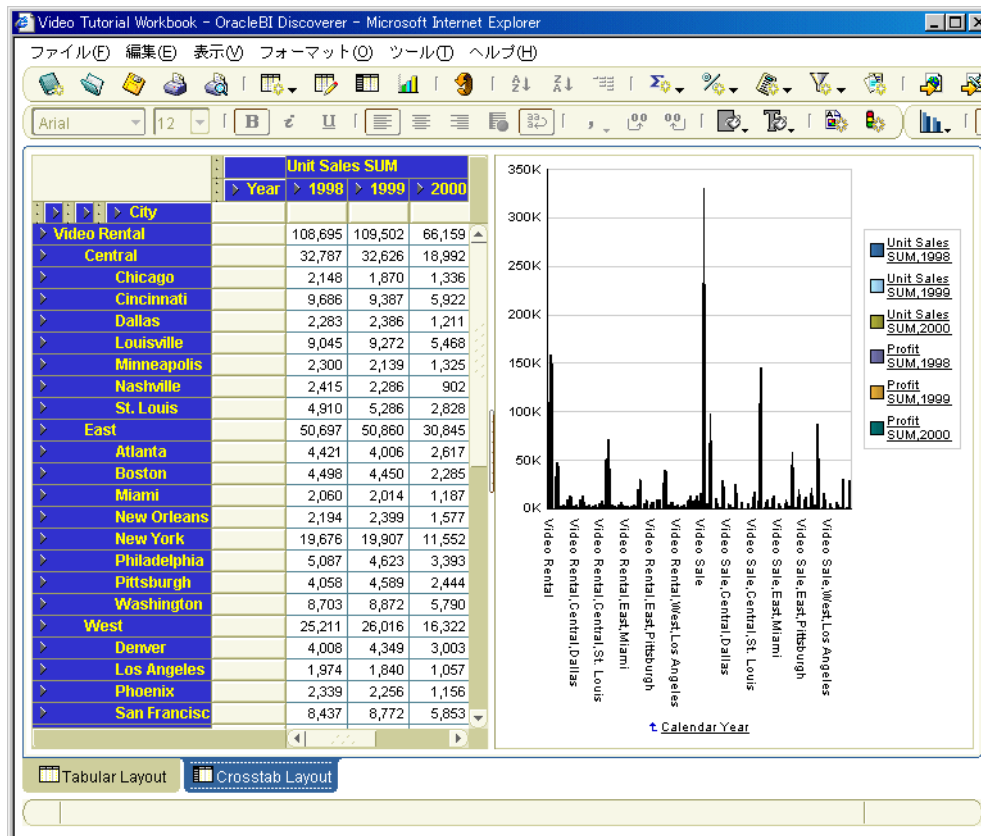 Video Tutorial Workbook - OracleBI Discoverer - Microsoft Internet Explorer
ファイル(F) 編集(E) 表示(V) フォーマット(O) ツール(T) ヘルプ(H)
Arial 12 B i U
Unit Sales SUM
Year 1998 1999 2000
City
Video Rental 108,695 109,502 66,159
Central 32,787 32,626 18,992
Chicago 2,148 1,870 1,336
Cincinnati 9,686 9,387 5,922
Dallas 2,283 2,386 1,211
Louisville 9,045 9,272 5,468
Minneapolis 2,300 2,139 1,325
Nashville 2,415 2,286 902
St. Louis 4,910 5,286 2,828
East 50,697 50,860 30,845
Atlanta 4,421 4,006 2,617
Boston 4,498 4,450 2,285
Miami 2,060 2,014 1,187
New Orleans 2,194 2,399 1,577
New York 19,676 19,907 11,552
Philadelphia 5,087 4,623 3,393
Pittsburgh 4,058 4,589 2,444
Washington 8,703 8,872 5,790
West 25,211 26,016 16,322
Denver 4,008 4,349 3,003
Los Angeles 1,974 1,840 1,057
Phoenix 2,339 2,256 1,156
San Francisc 8,437 8,772 5,853
350K
300K
250K
200K
150K
100K
50K
0K
Video Rental
Video Rental,Central,Dallas
Video Rental,Central,St. Louis
Video Rental,East,Miami
Video Rental,East,Pittsburgh
Video Rental,West,Los Angeles
Video Sale
Video Sale,Central,Dallas
Video Sale,Central,St. Louis
Video Sale,East,Miami
Video Sale,East,Pittsburgh
Video Sale,West,Los Angeles
Calendar Year
Unit Sales
SUM,1998
Unit Sales
SUM,1999
Unit Sales
SUM,2000
Profit
SUM,1998
Profit
SUM,1999
Profit
SUM,2000
Tabular Layout
Crosstab Layout